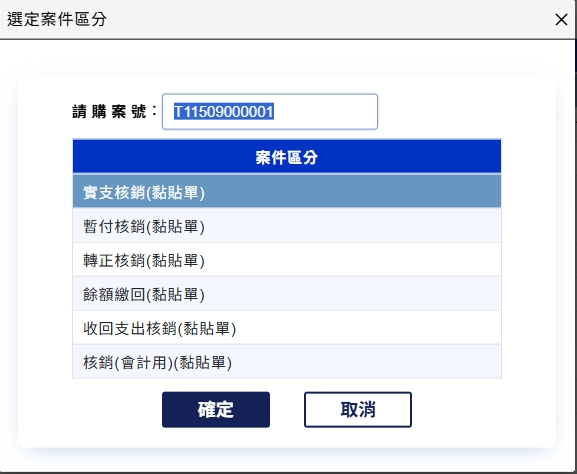 選定案件區分
請購案號：T11509000001
案件區分
實支核銷(黏貼單)
暫付核銷(黏貼單)
轉正核銷(黏貼單)
餘額繳回(黏貼單)
收回支出核銷(黏貼單)
核銷(會計用)(黏貼單)
確定 取消